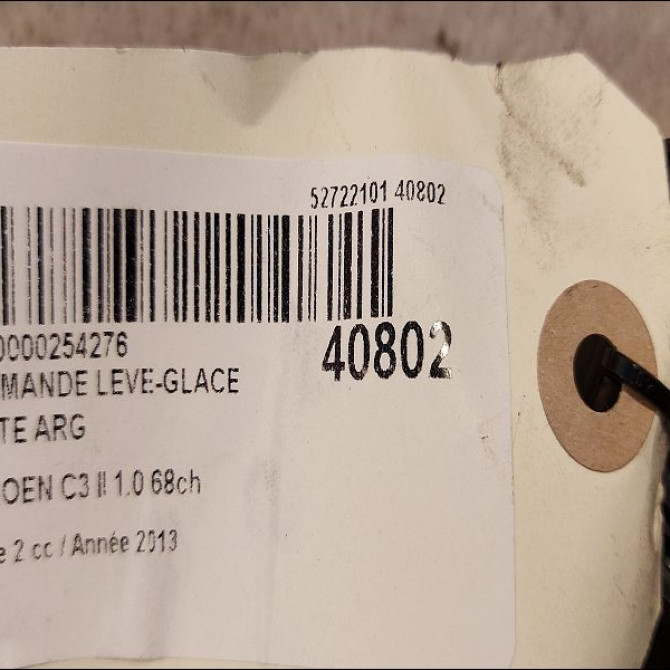 52722101 40802
0000254276
40802
MANDE LEVE-GLACE
TE ARG
OEN C3 II 1.0 68ch
e 2 cc / Année 2013